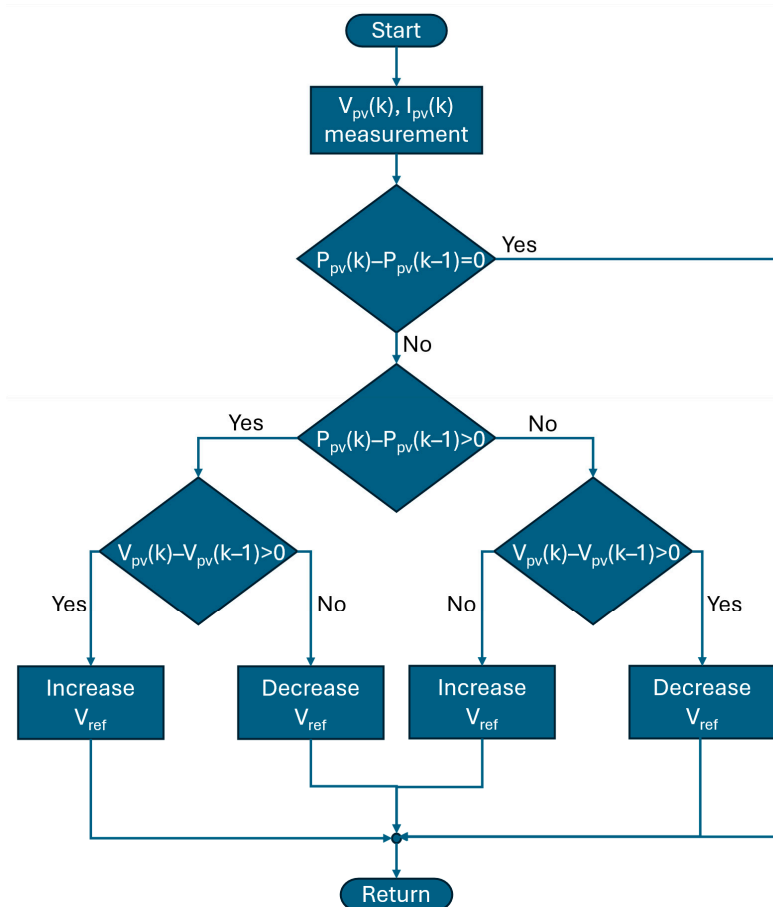 Start
Vpv(k), Ipv(k)
measurement
Ppv(k)–Ppv(k–1)=0
Yes
No
Ppv(k)–Ppv(k–1)>0
Yes
No
Vpv(k)–Vpv(k–1)>0
Vpv(k)–Vpv(k–1)>0
Yes
No
No
Yes
Increase
Vref
Decrease
Vref
Increase
Vref
Decrease
Vref
Return